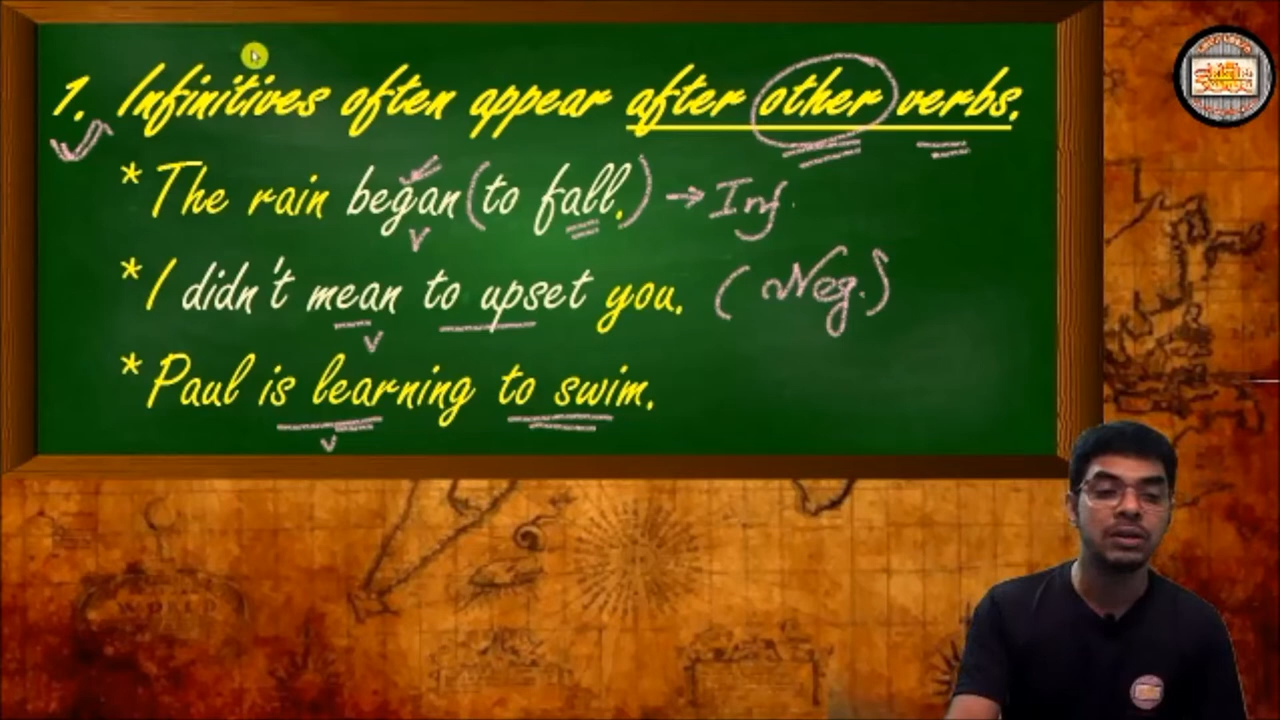 1. Infinitives often appear after other verbs.
* The rain began (to fall.) → Inf.
v
* I didn't mean to upset you. (Neg.)
v
* Paul is learning to swim.
v
WORLD